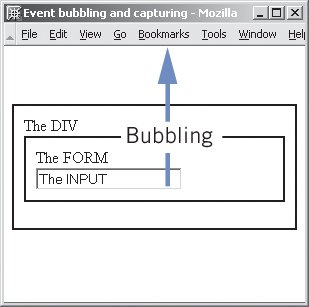 Event bubbling and capturing - Mozilla
File Edit View Go Bookmarks Tools Window Help
The DIV
Bubbling
The FORM
The INPUT